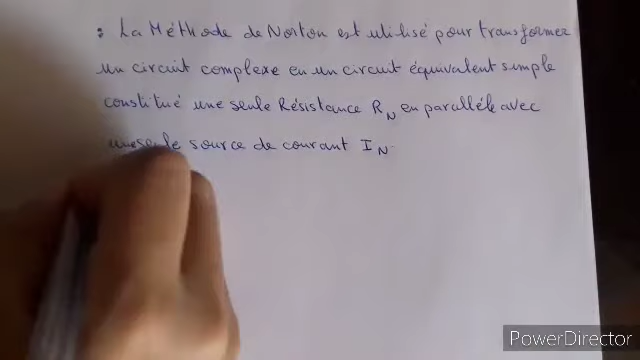 : La Méthode de Norton est utilisé pour transformer
un circuit complexe en un circuit équivalent simple
constitué une seule Résistance RN en parallèle avec
une seule source de courant IN.
PowerDirector